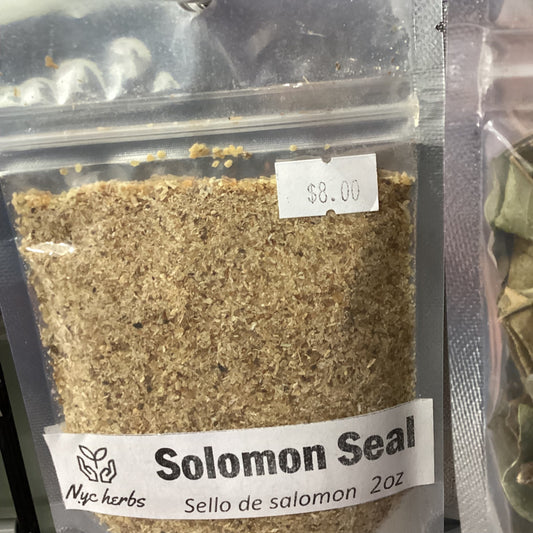 $8.00
Solomon Seal
Nyc herbs
Sello de salomon 2oz